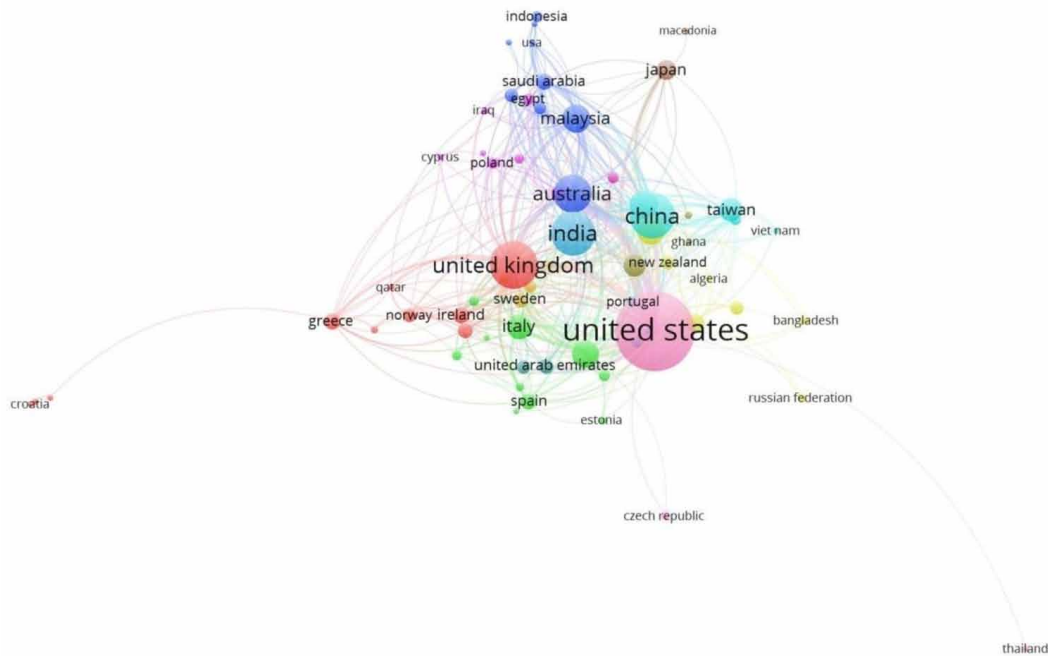 indonesia
macedonia
usa
japan
saudi arabia
egypt
iraq
malaysia
cyprus
poland
australia
china
taiwan
viet nam
india
ghana
united kingdom
new zealand
algeria
qatar
sweden
portugal
norway
ireland
greece
italy
united states
bangladesh
united arab emirates
spain
russian federation
croatia
estonia
czech republic
thailand